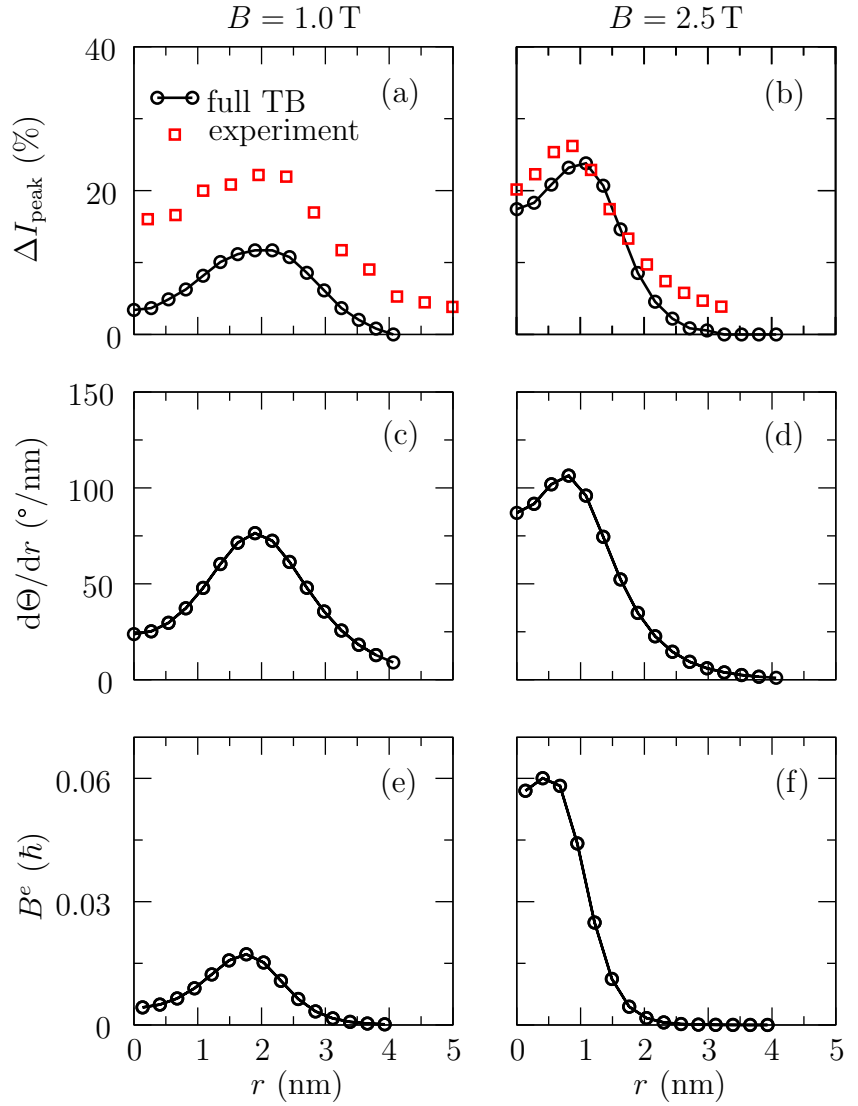 B = 1.0 T
B = 2.5 T
ΔI_peak (%)
40
20
0
(a)
full TB
experiment
(b)
dΘ/dr (°/nm)
150
100
50
0
(c)
(d)
B^e (ħ)
0.06
0.03
0
(e)
(f)
0 1 2 3 4 5
0 1 2 3 4 5
r (nm)
r (nm)